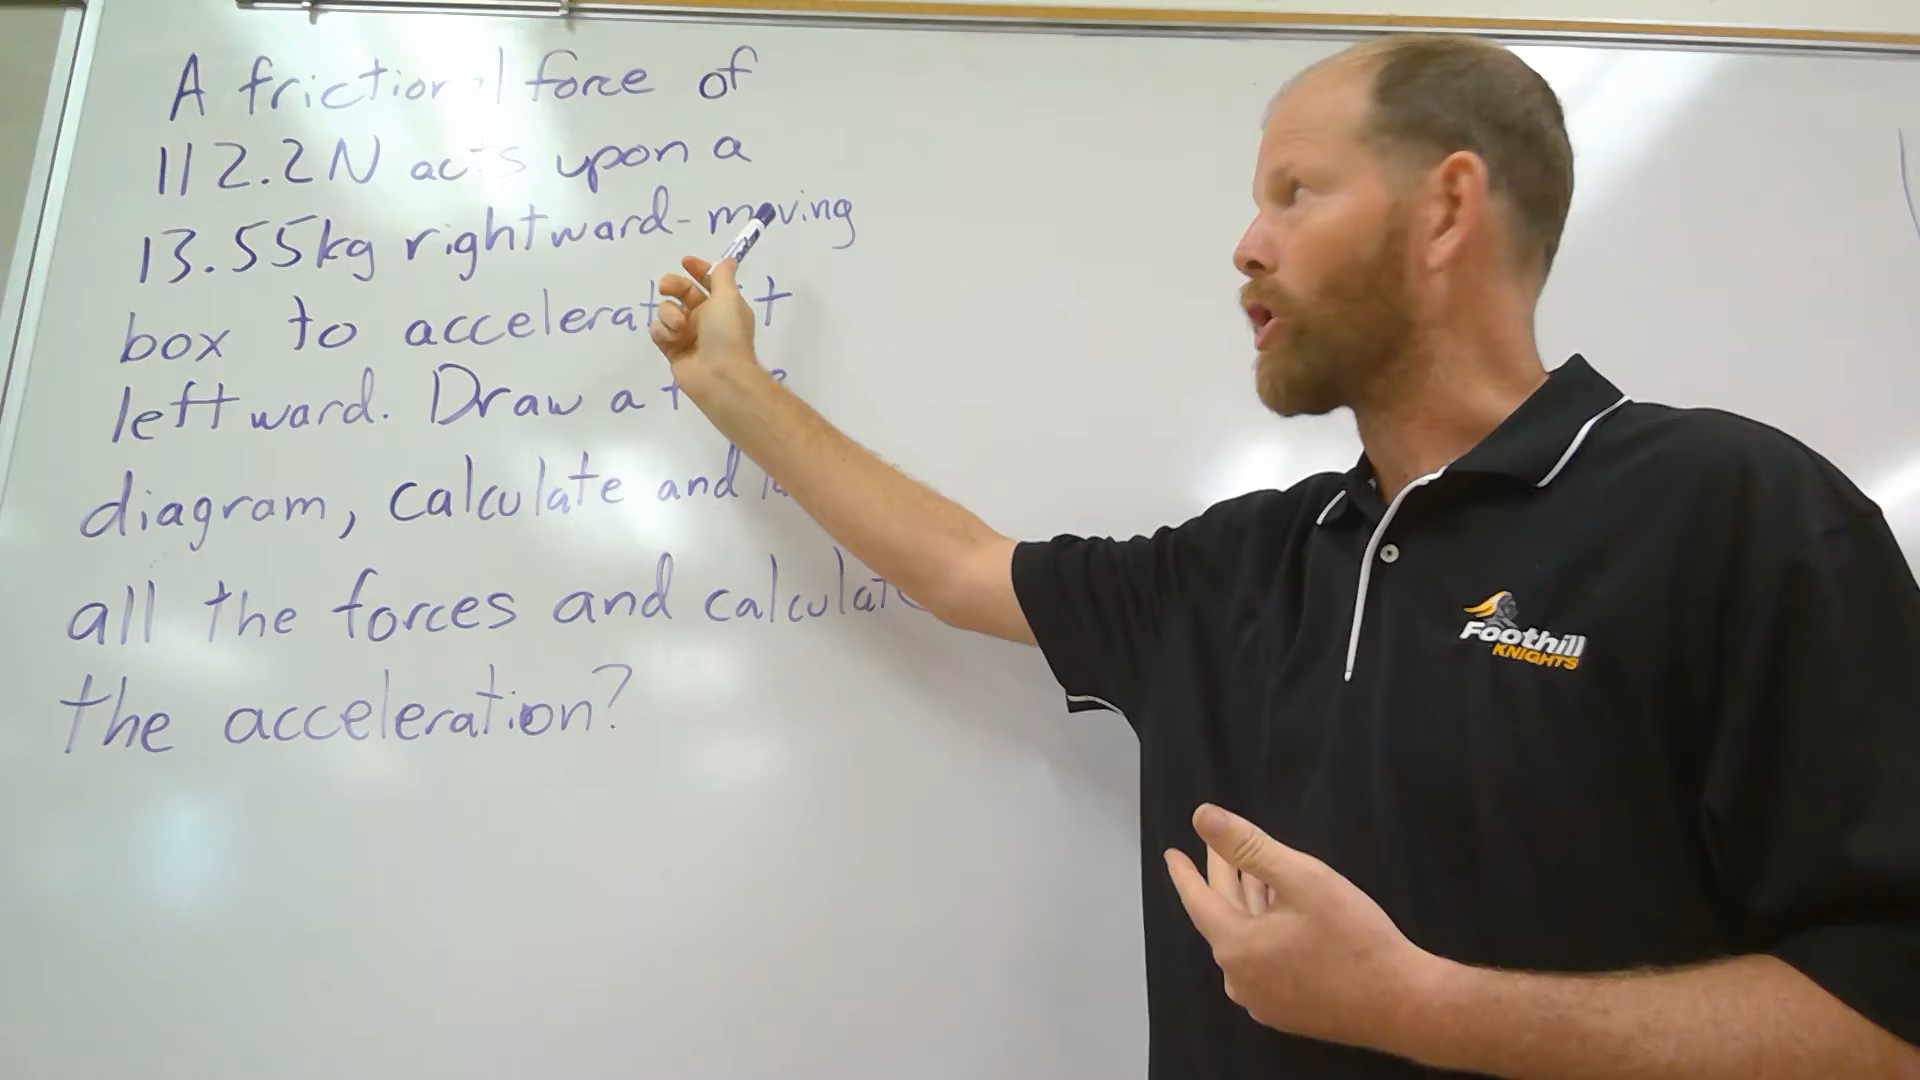 A frictional force of
112.2N acts upon a
13.55kg rightward-moving
box to accelerate it
leftward. Draw a
diagram, calculate and
all the forces and calculate
the acceleration?
Foothill
KNIGHTS